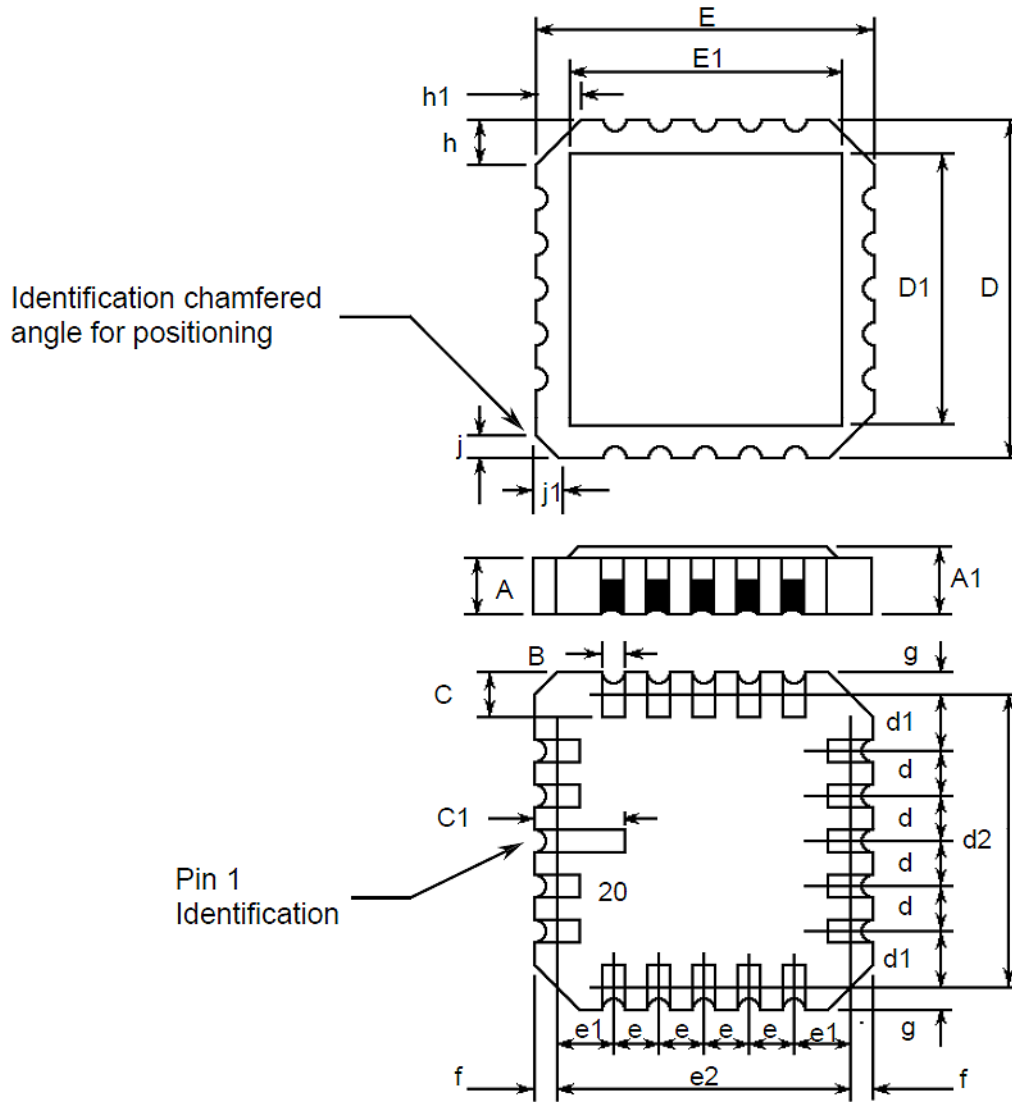 E
E1
h1
h
Identification chamfered
angle for positioning
D1
D
j
j1
A
A1
B
g
C
d1
d
C1
d
d2
d
Pin 1
Identification
20
d
d1
e1
e
e
e
e
e1
g
f
e2
f